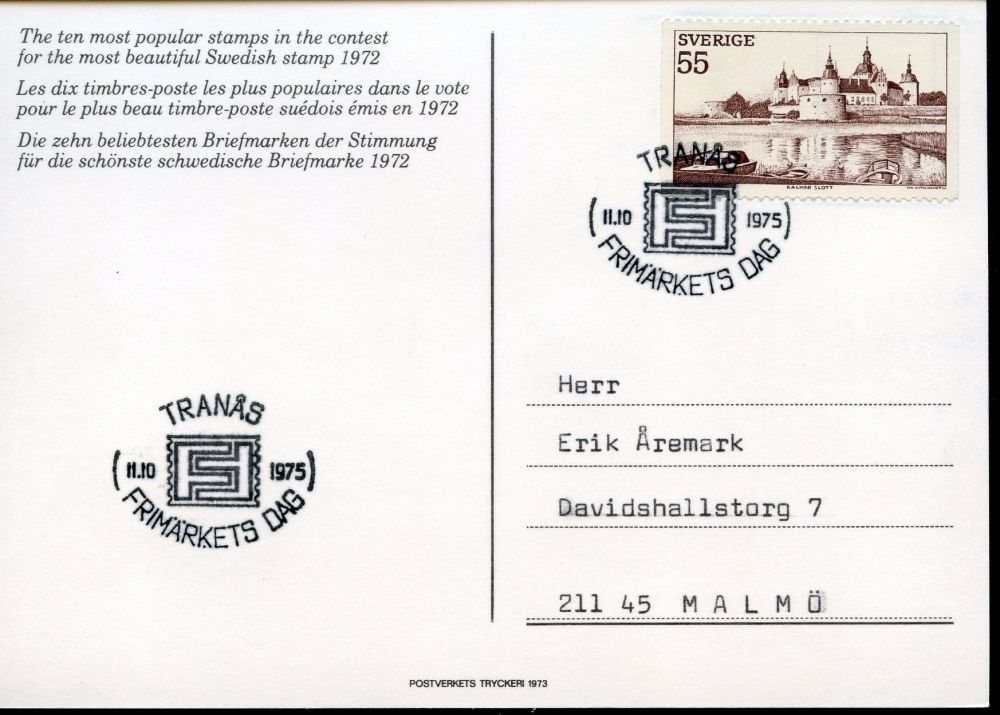 The ten most popular stamps in the contest
for the most beautiful Swedish stamp 1972
Les dix timbres-poste les plus populaires dans le vote
pour le plus beau timbre-poste suédois émis en 1972
Die zehn beliebtesten Briefmarken der Stimmung
für die schönste schwedische Briefmarke 1972
SVERIGE
55
KALMAR SLOTT
TRANÅS
11.10 1975
FRIMÄRKETS DAG
TRANÅS
11.10 1975
FRIMÄRKETS DAG
Herr
Erik Åremark
Davidshallstorg 7
211 45 MALMÖ
POSTVERKETS TRYCKERI 1973